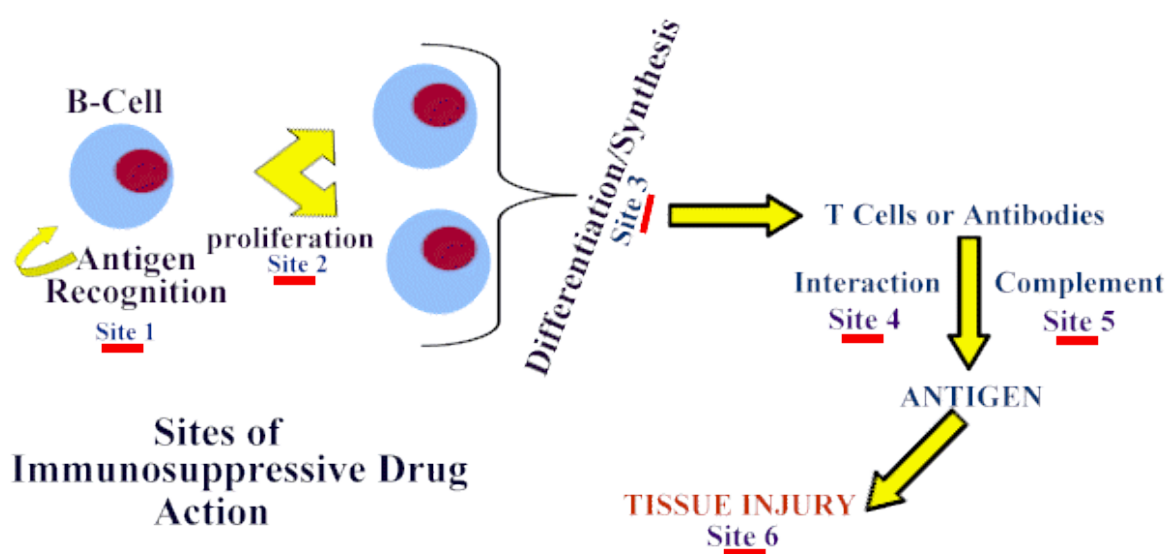 B-Cell
Antigen
Recognition
Site 1
proliferation
Site 2
Differentiation/Synthesis
Site 3
T Cells or Antibodies
Interaction
Site 4
Complement
Site 5
ANTIGEN
TISSUE INJURY
Site 6
Sites of
Immunosuppressive Drug
Action